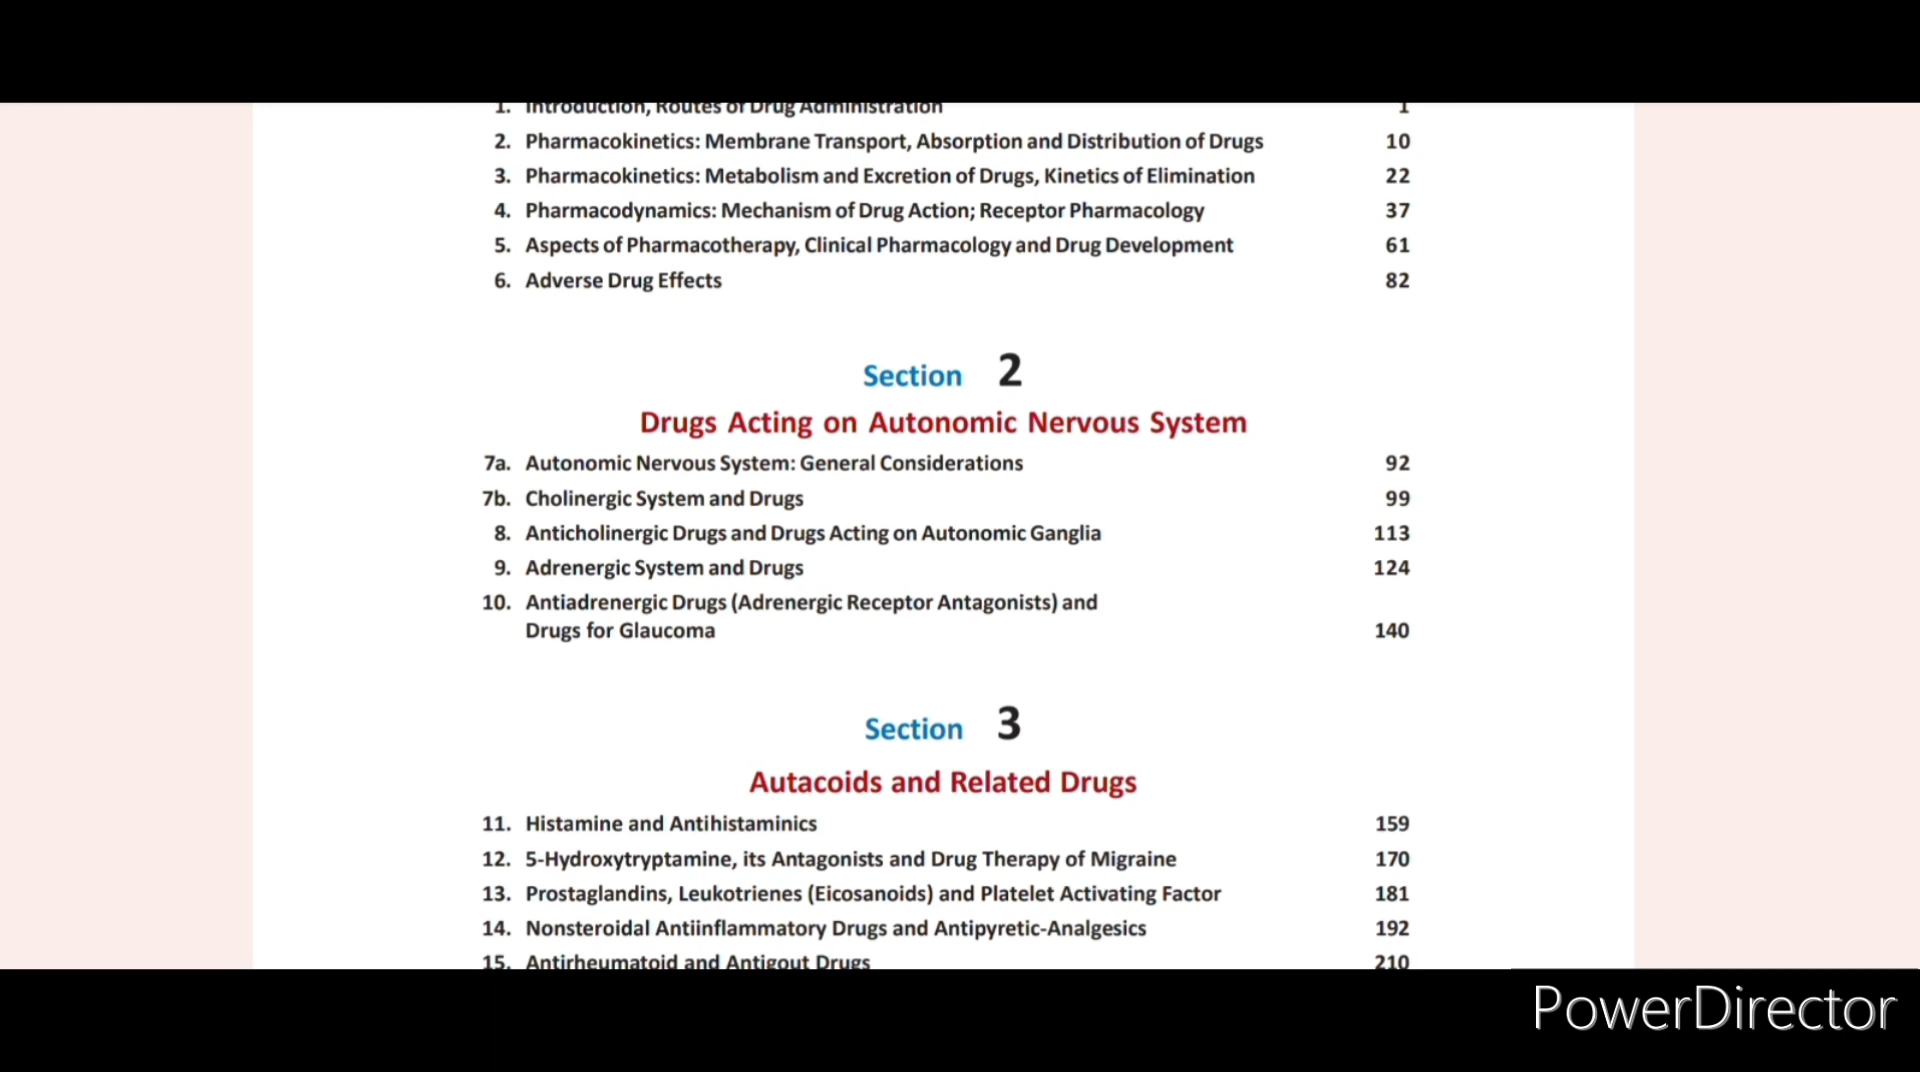 1. Introduction, Routes of Drug Administration 1
2. Pharmacokinetics: Membrane Transport, Absorption and Distribution of Drugs 10
3. Pharmacokinetics: Metabolism and Excretion of Drugs, Kinetics of Elimination 22
4. Pharmacodynamics: Mechanism of Drug Action; Receptor Pharmacology 37
5. Aspects of Pharmacotherapy, Clinical Pharmacology and Drug Development 61
6. Adverse Drug Effects 82
Section 2
Drugs Acting on Autonomic Nervous System
7a. Autonomic Nervous System: General Considerations 92
7b. Cholinergic System and Drugs 99
8. Anticholinergic Drugs and Drugs Acting on Autonomic Ganglia 113
9. Adrenergic System and Drugs 124
10. Antiadrenergic Drugs (Adrenergic Receptor Antagonists) and
Drugs for Glaucoma 140
Section 3
Autacoids and Related Drugs
11. Histamine and Antihistaminics 159
12. 5-Hydroxytryptamine, its Antagonists and Drug Therapy of Migraine 170
13. Prostaglandins, Leukotrienes (Eicosanoids) and Platelet Activating Factor 181
14. Nonsteroidal Antiinflammatory Drugs and Antipyretic-Analgesics 192
15. Antirheumatoid and Antigout Drugs 210
PowerDirector